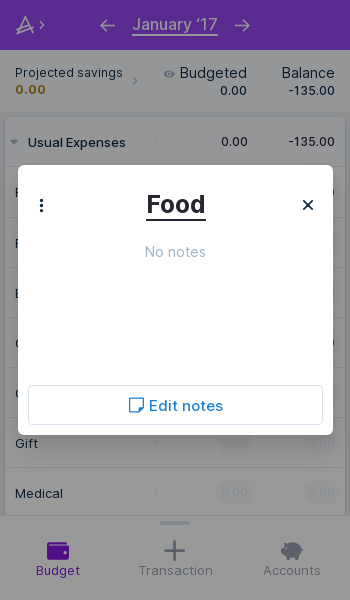 January ‘17
Projected savings
0.00
Budgeted
0.00
Balance
-135.00
Usual Expenses
0.00
-135.00
Food
No notes
Edit notes
Gift
0.00
0.00
Medical
0.00
0.00
Budget
Transaction
Accounts